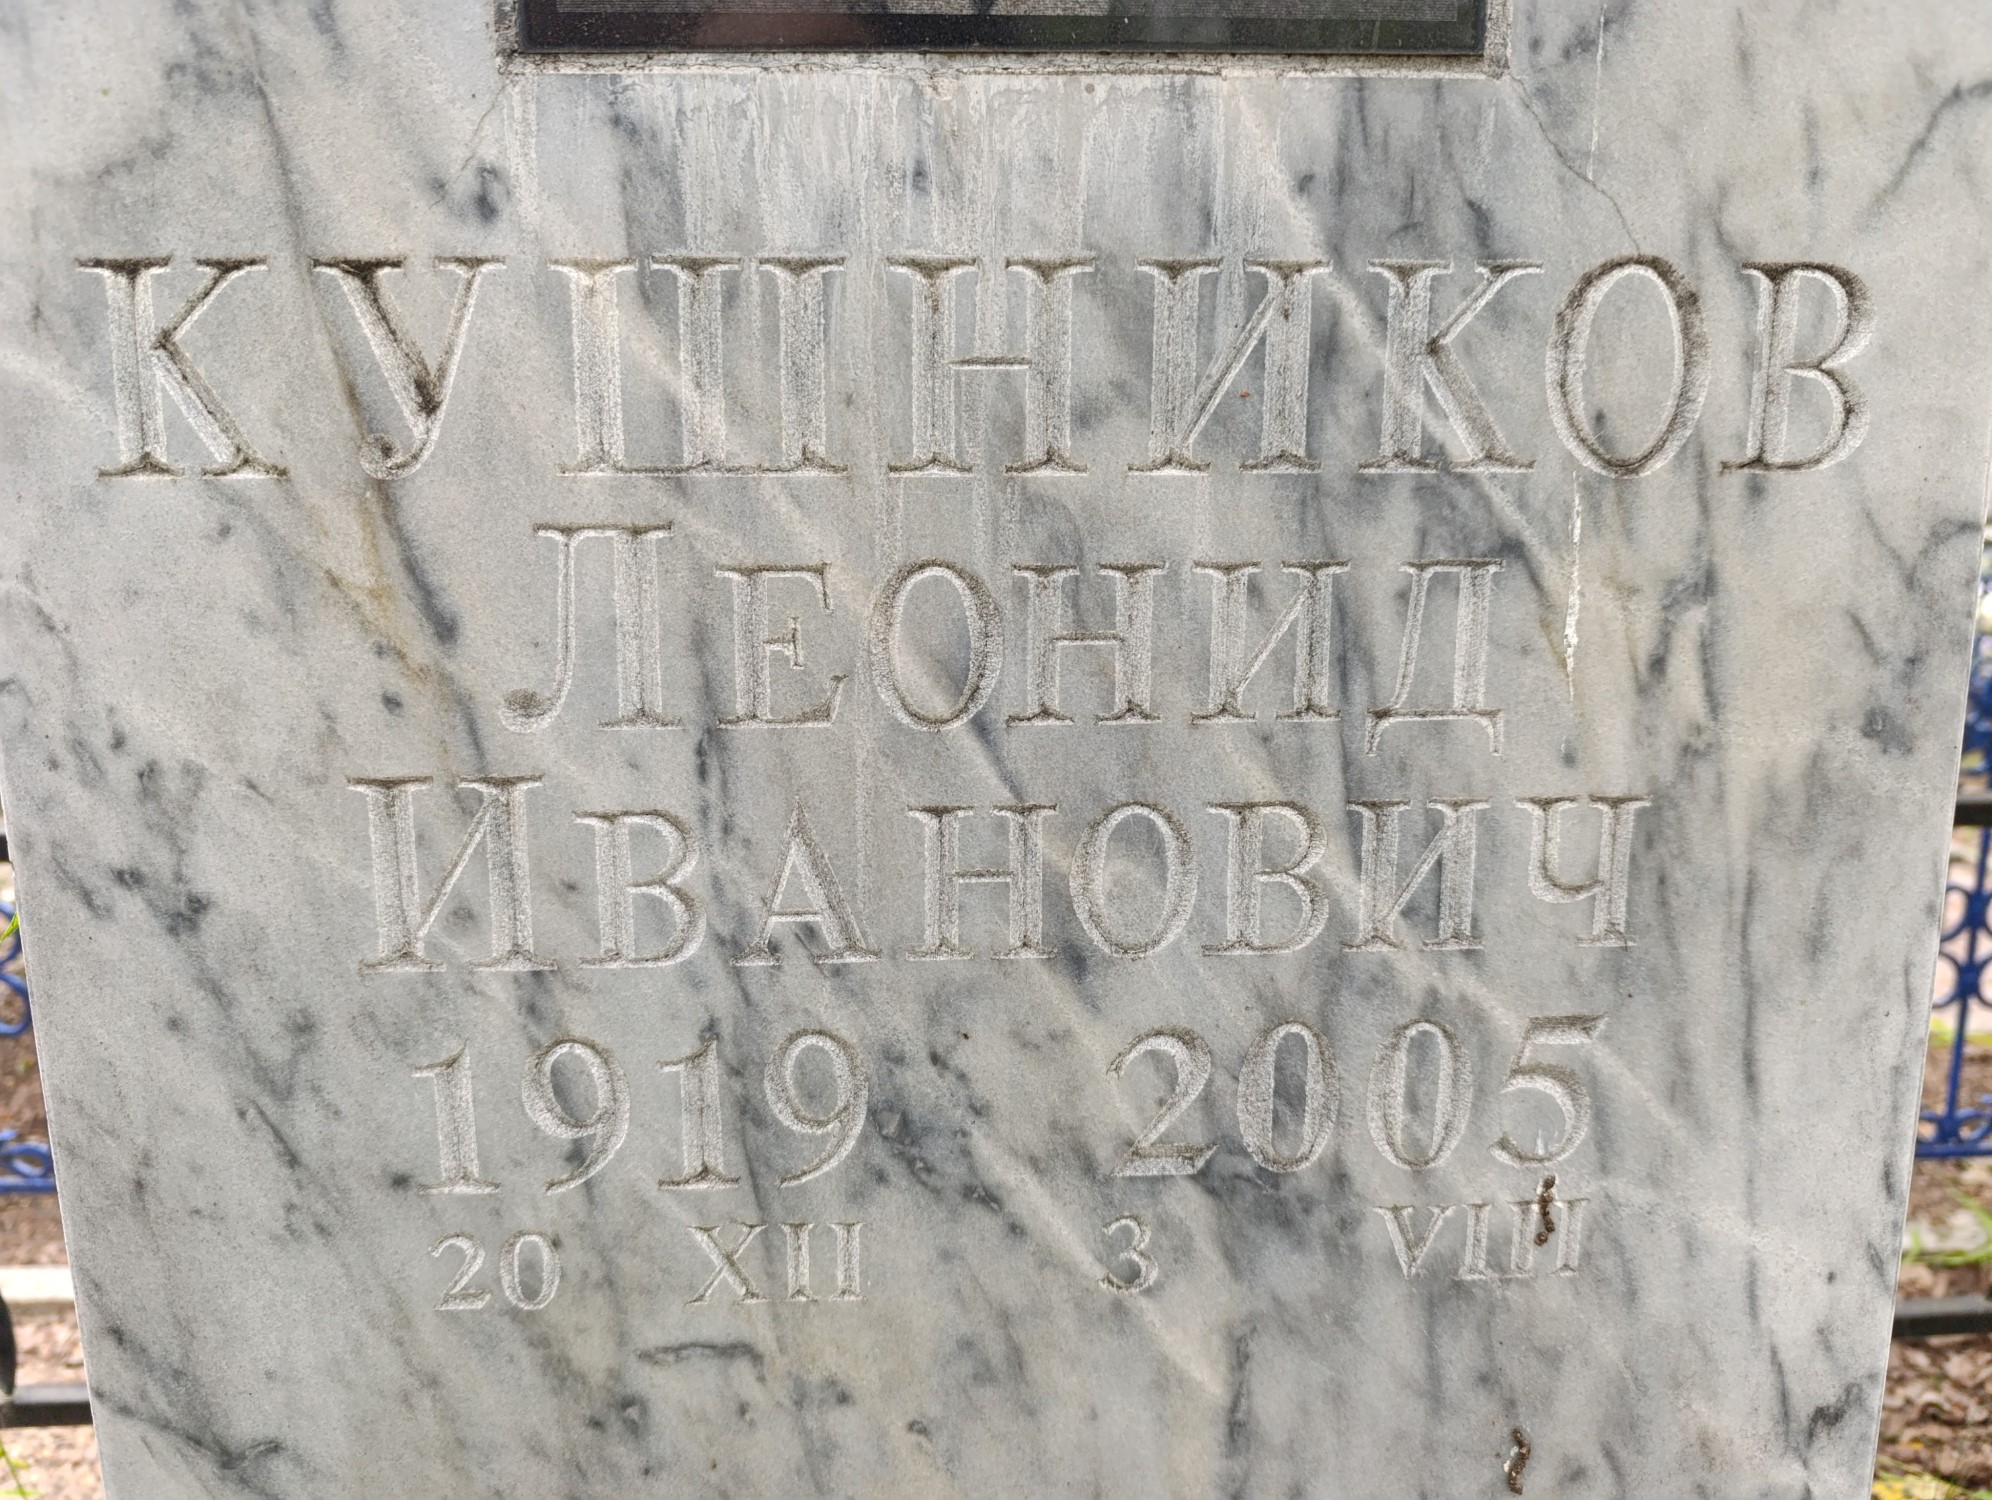 КУШНИКОВ
ЛЕОНИД
ИВАНОВИЧ
1919 2005
20 XII 3 VIII